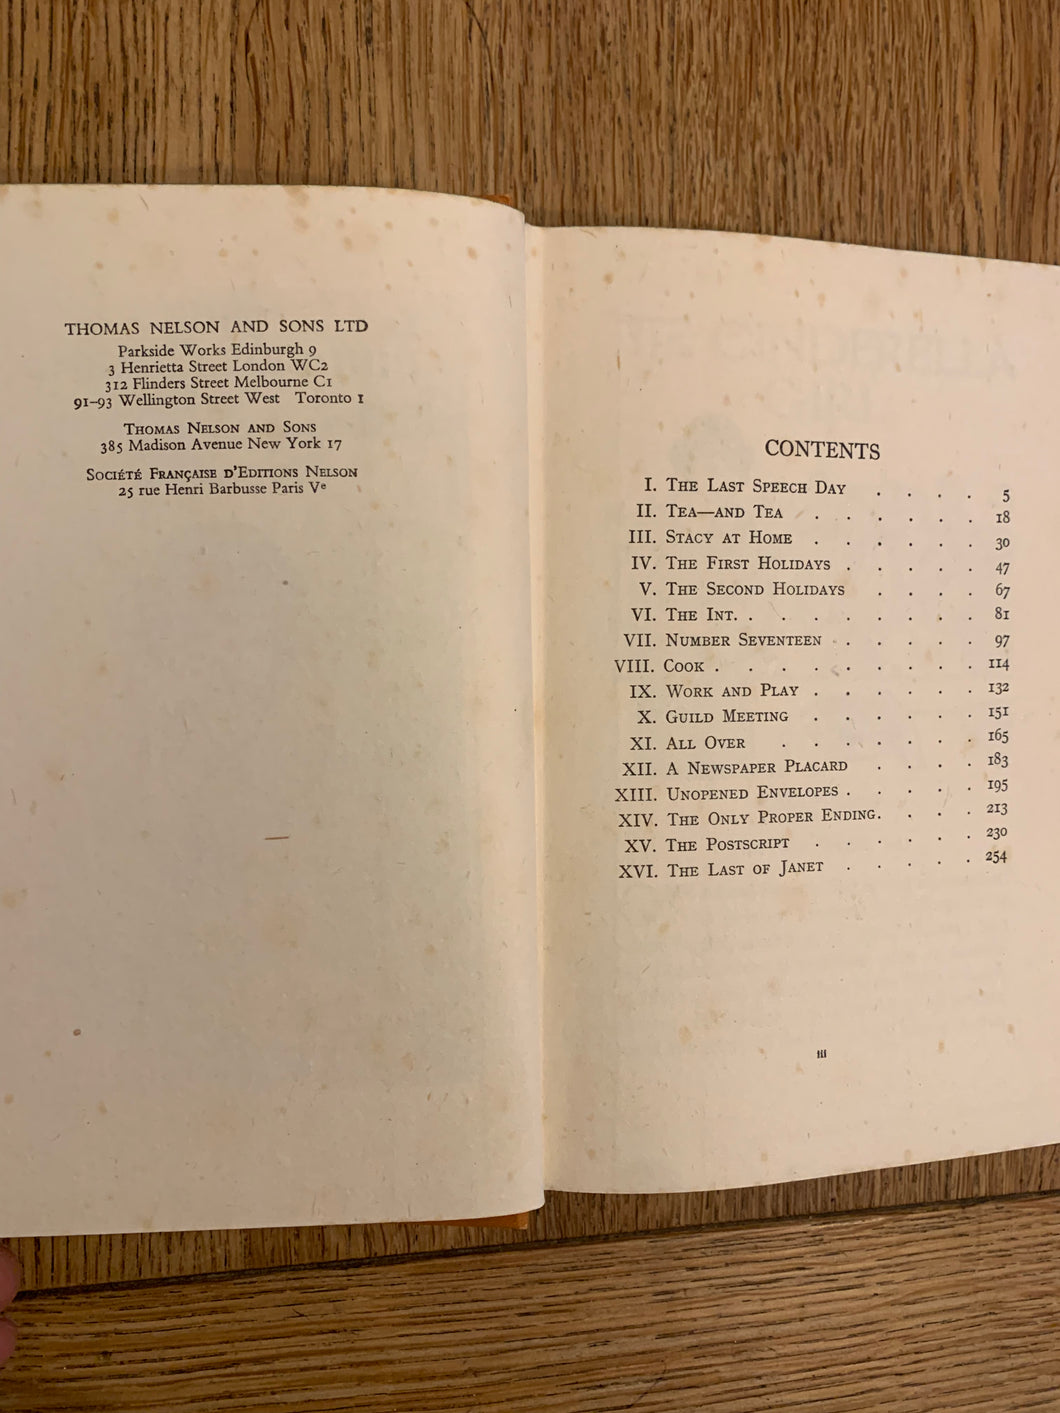 THOMAS NELSON AND SONS LTD
Parkside Works Edinburgh 9
3 Henrietta Street London WC2
312 Flinders Street Melbourne C1
91–93 Wellington Street West Toronto 1
THOMAS NELSON AND SONS
385 Madison Avenue New York 17
SOCIÉTÉ FRANÇAISE D'EDITIONS NELSON
25 rue Henri Barbusse Paris Vᵉ
CONTENTS
I. THE LAST SPEECH DAY . . . . 5
II. TEA—AND TEA . . . . . . 18
III. STACY AT HOME . . . . . . 30
IV. THE FIRST HOLIDAYS . . . . . 47
V. THE SECOND HOLIDAYS . . . . 67
VI. THE INT. . . . . . . . . 81
VII. NUMBER SEVENTEEN . . . . . 97
VIII. COOK . . . . . . . . . 114
IX. WORK AND PLAY . . . . . . 132
X. GUILD MEETING . . . . . . 151
XI. ALL OVER . . . . . . . 165
XII. A NEWSPAPER PLACARD . . . . 183
XIII. UNOPENED ENVELOPES . . . . . 195
XIV. THE ONLY PROPER ENDING. . . . 213
XV. THE POSTSCRIPT . . . . . . 230
XVI. THE LAST OF JANET . . . . . 254
iii